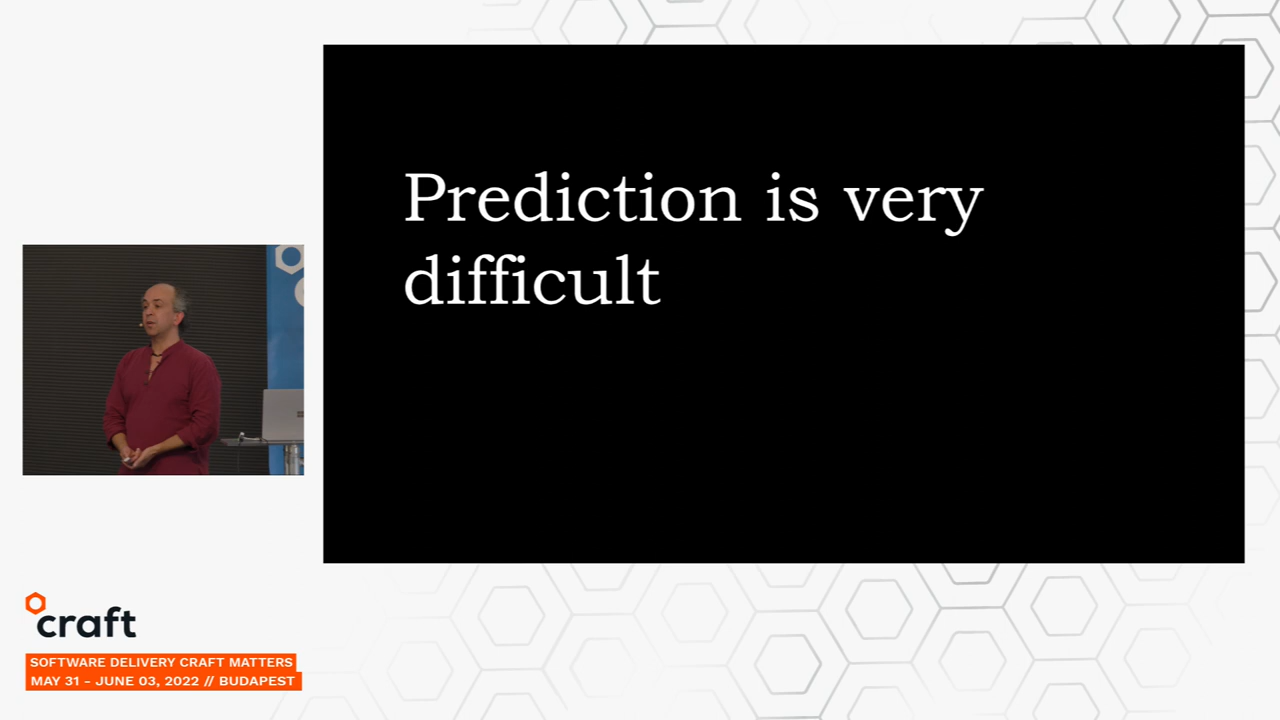 Prediction is very
difficult
craft
SOFTWARE DELIVERY CRAFT MATTERS
MAY 31 - JUNE 03, 2022 // BUDAPEST